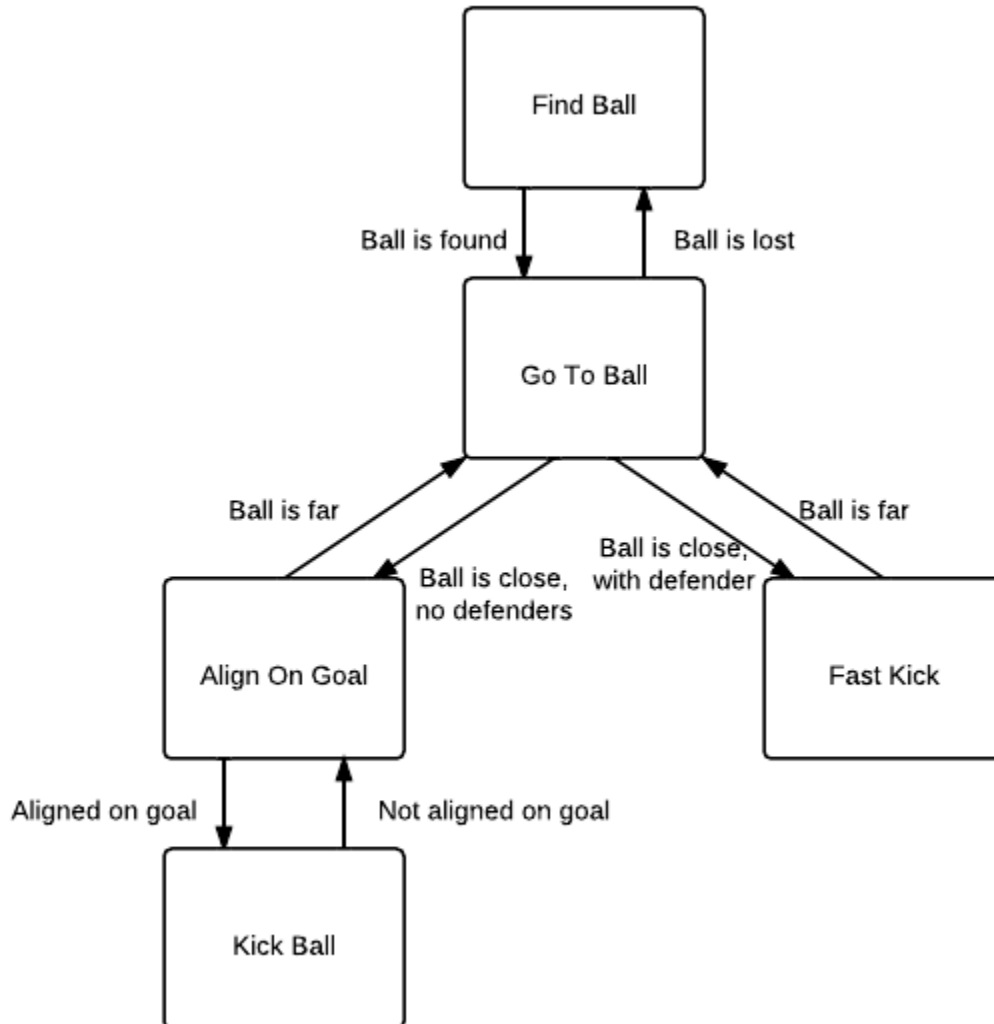 Find Ball
Ball is found
Ball is lost
Go To Ball
Ball is far
Ball is far
Ball is close,
with defender
Ball is close,
no defenders
Align On Goal
Fast Kick
Aligned on goal
Not aligned on goal
Kick Ball